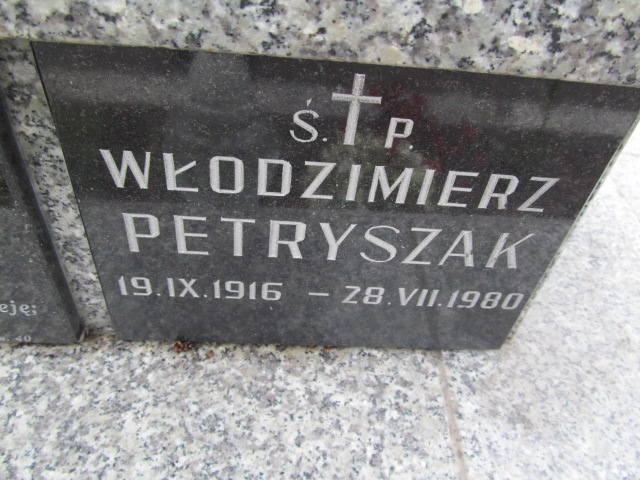 Ś. P.
WŁODZIMIERZ
PETRYSZAK
19.IX.1916 – 28.VII.1980